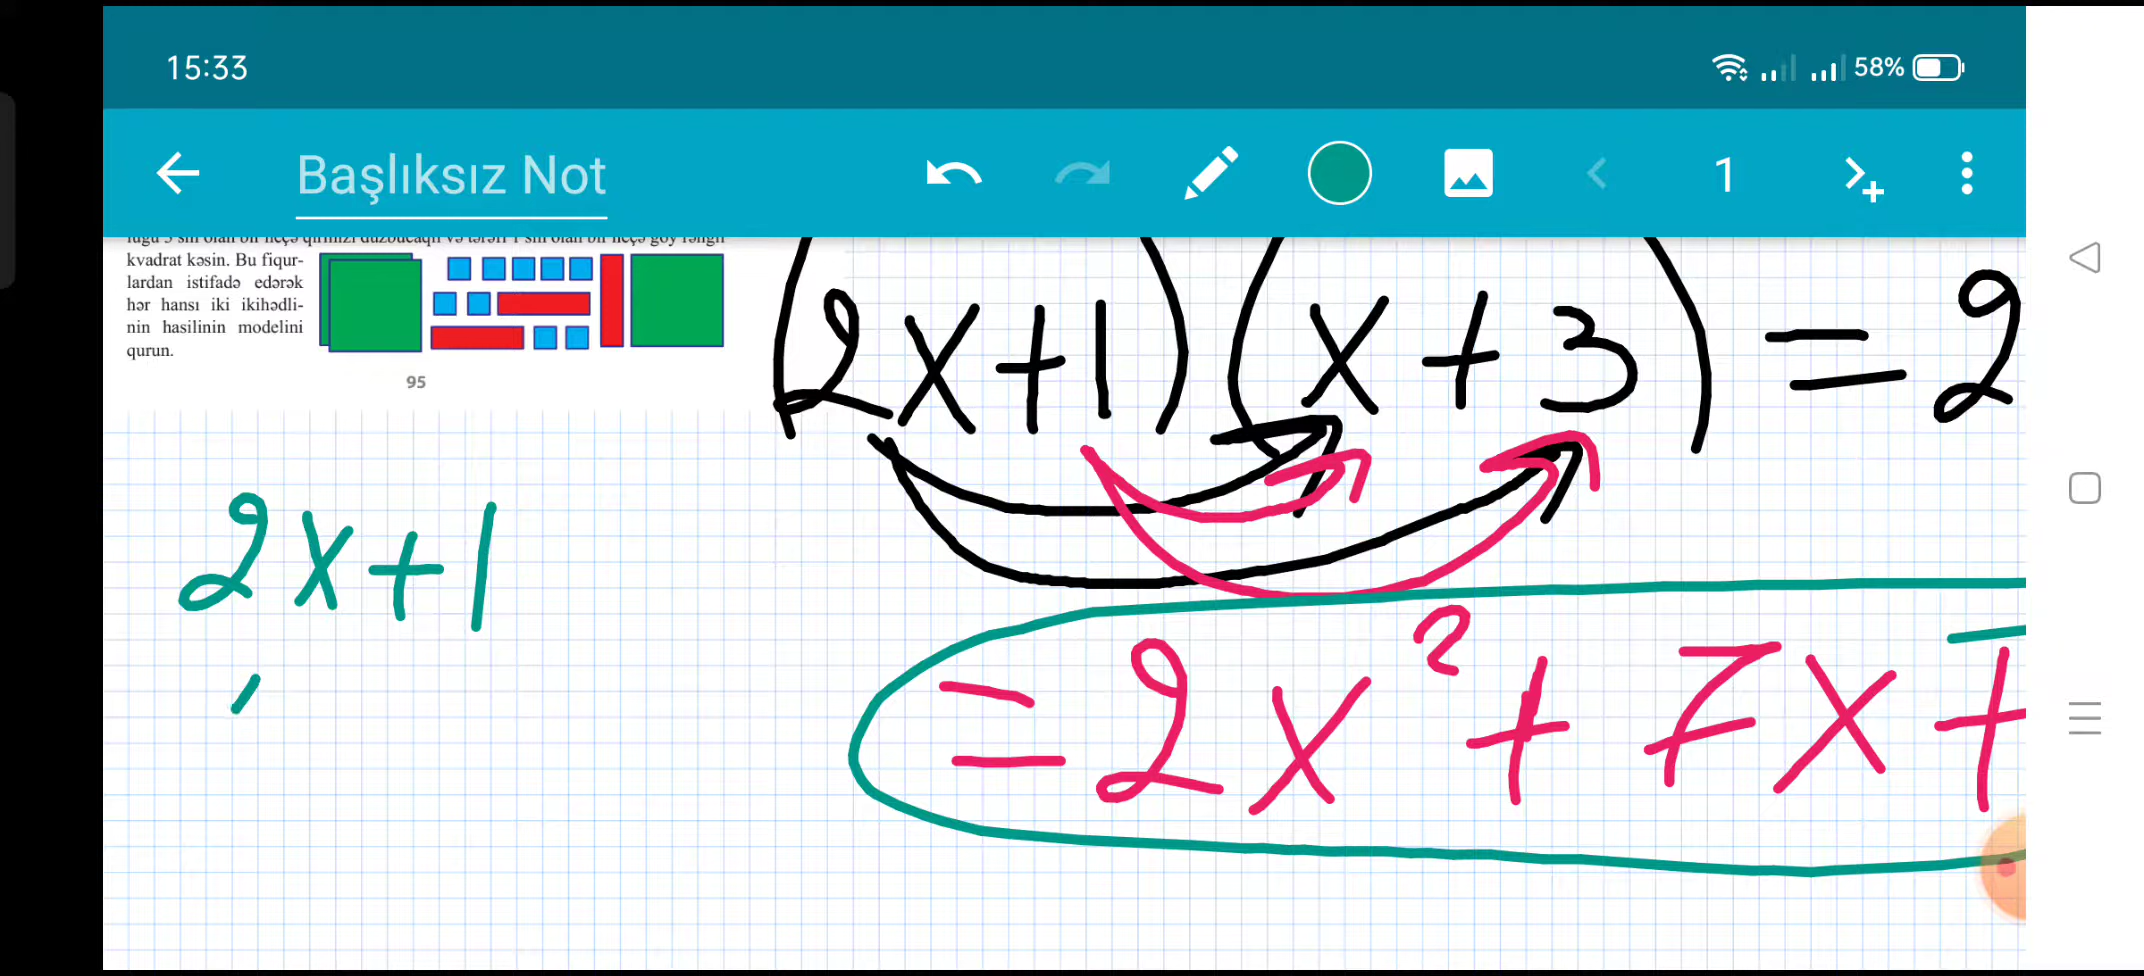 15:33 58%
Başlıksız Not 1
kvadrat kəsin. Bu fiqur-
lardan istifadə edərək
hər hansı iki ikihədli-
nin hasilinin modelini
qurun.
95
(2x+1)(x+3)=2
2x+1
=2x²+7x+